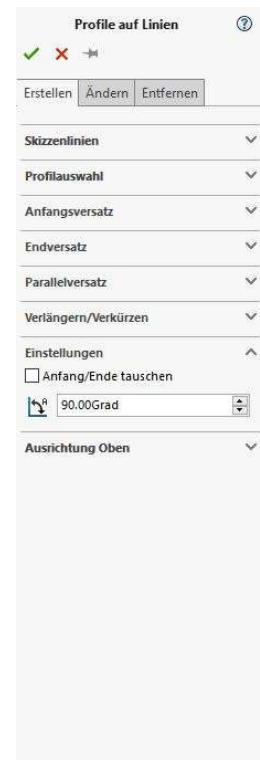 Profile auf Linien
Erstellen Ändern Entfernen
Skizzenlinien
Profilauswahl
Anfangsversatz
Endversatz
Parallelversatz
Verlängern/Verkürzen
Einstellungen
Anfang/Ende tauschen
90.00Grad
Ausrichtung Oben